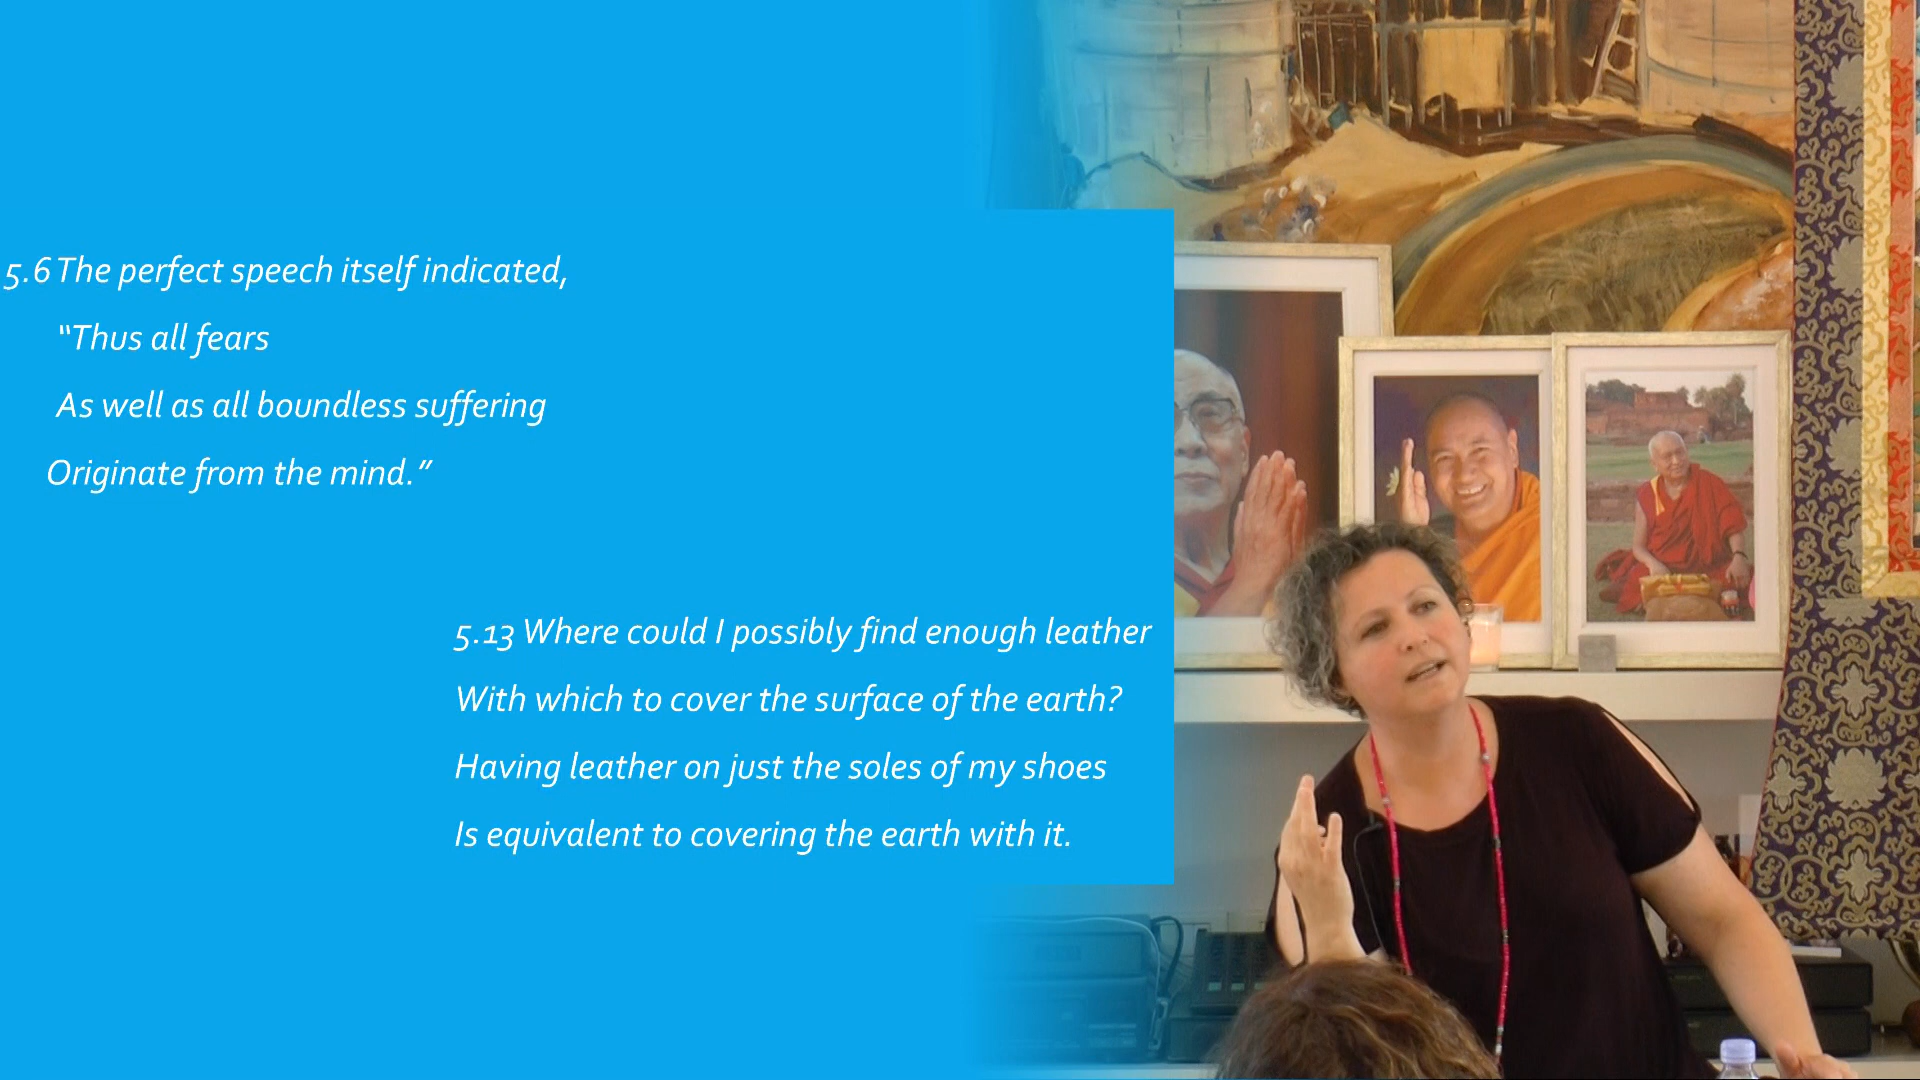 5.6 The perfect speech itself indicated,
“Thus all fears
As well as all boundless suffering
Originate from the mind.”
5.13 Where could I possibly find enough leather
With which to cover the surface of the earth?
Having leather on just the soles of my shoes
Is equivalent to covering the earth with it.